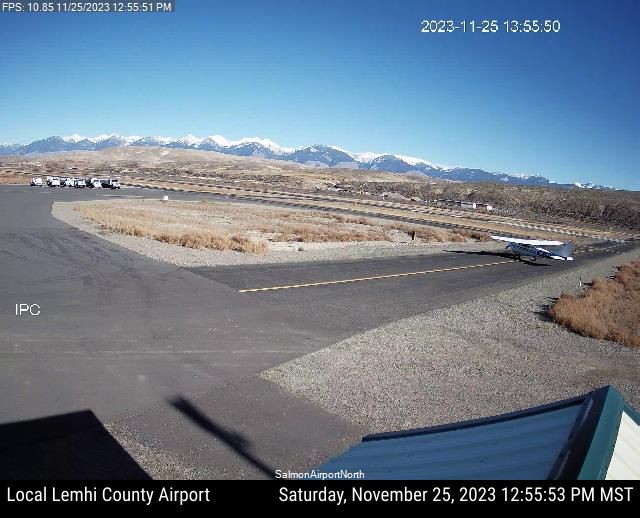 FPS: 10.85 11/25/2023 12:55:51 PM
2023-11-25 13:55:50
IPC
SalmonAirportNorth
Local Lemhi County Airport Saturday, November 25, 2023 12:55:53 PM MST